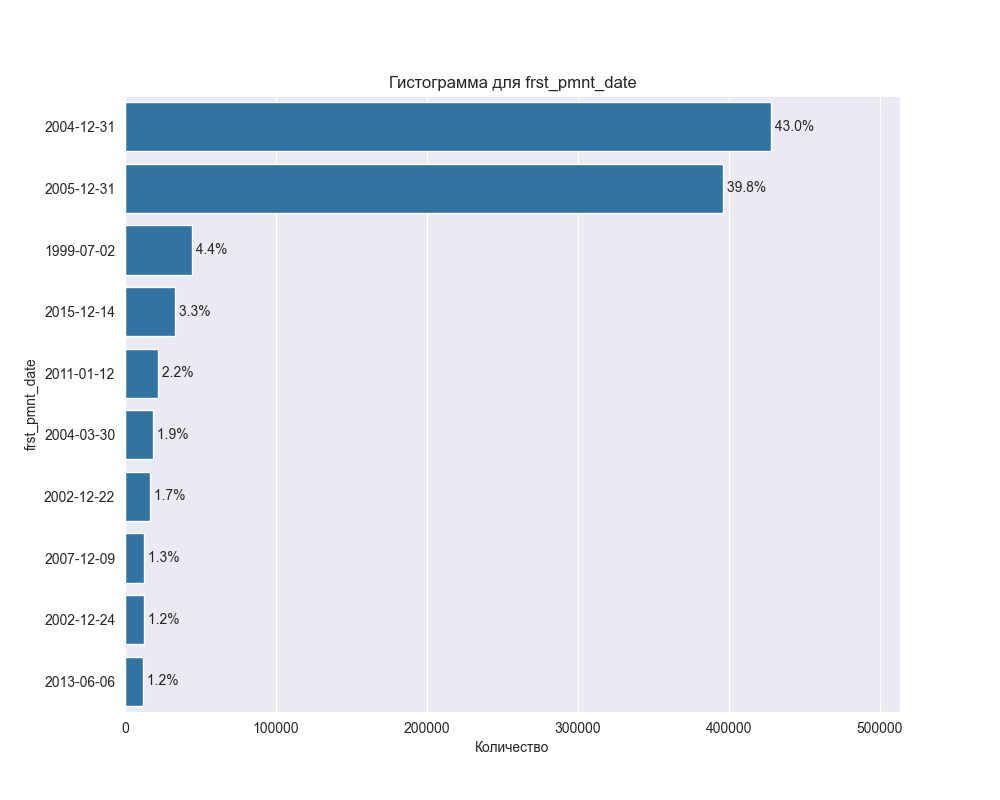 Гистограмма для frst_pmnt_date
2004-12-31 43.0%
2005-12-31 39.8%
1999-07-02 4.4%
2015-12-14 3.3%
2011-01-12 2.2%
2004-03-30 1.9%
2002-12-22 1.7%
2007-12-09 1.3%
2002-12-24 1.2%
2013-06-06 1.2%
frst_pmnt_date
0 100000 200000 300000 400000 500000
Количество